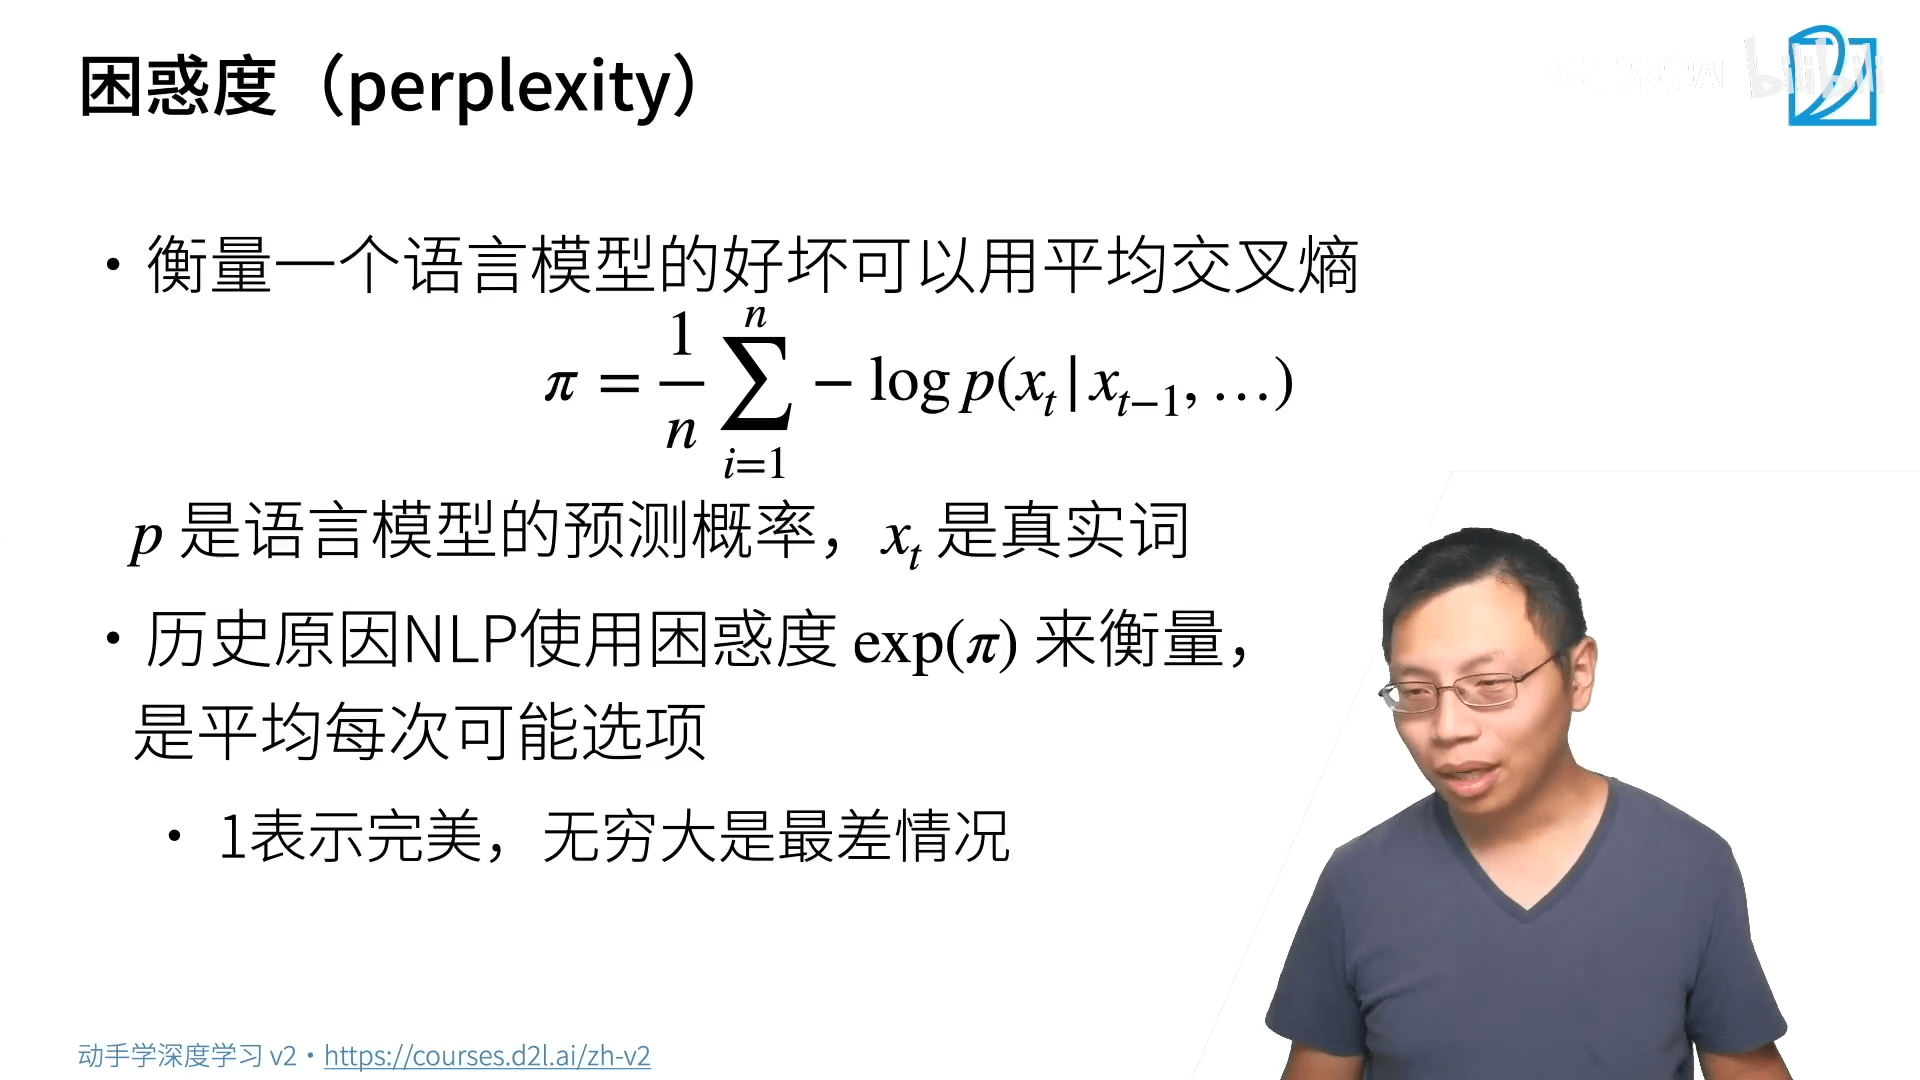 困惑度（perplexity）
bilibili
• 衡量一个语言模型的好坏可以用平均交叉熵
π = \frac{1}{n} \sum_{i=1}^{n} − log p(x_t | x_{t−1}, …)
p 是语言模型的预测概率，x_t 是真实词
• 历史原因NLP使用困惑度 exp(π) 来衡量，
是平均每次可能选项
• 1表示完美，无穷大是最差情况
动手学深度学习 v2 • https://courses.d2l.ai/zh-v2